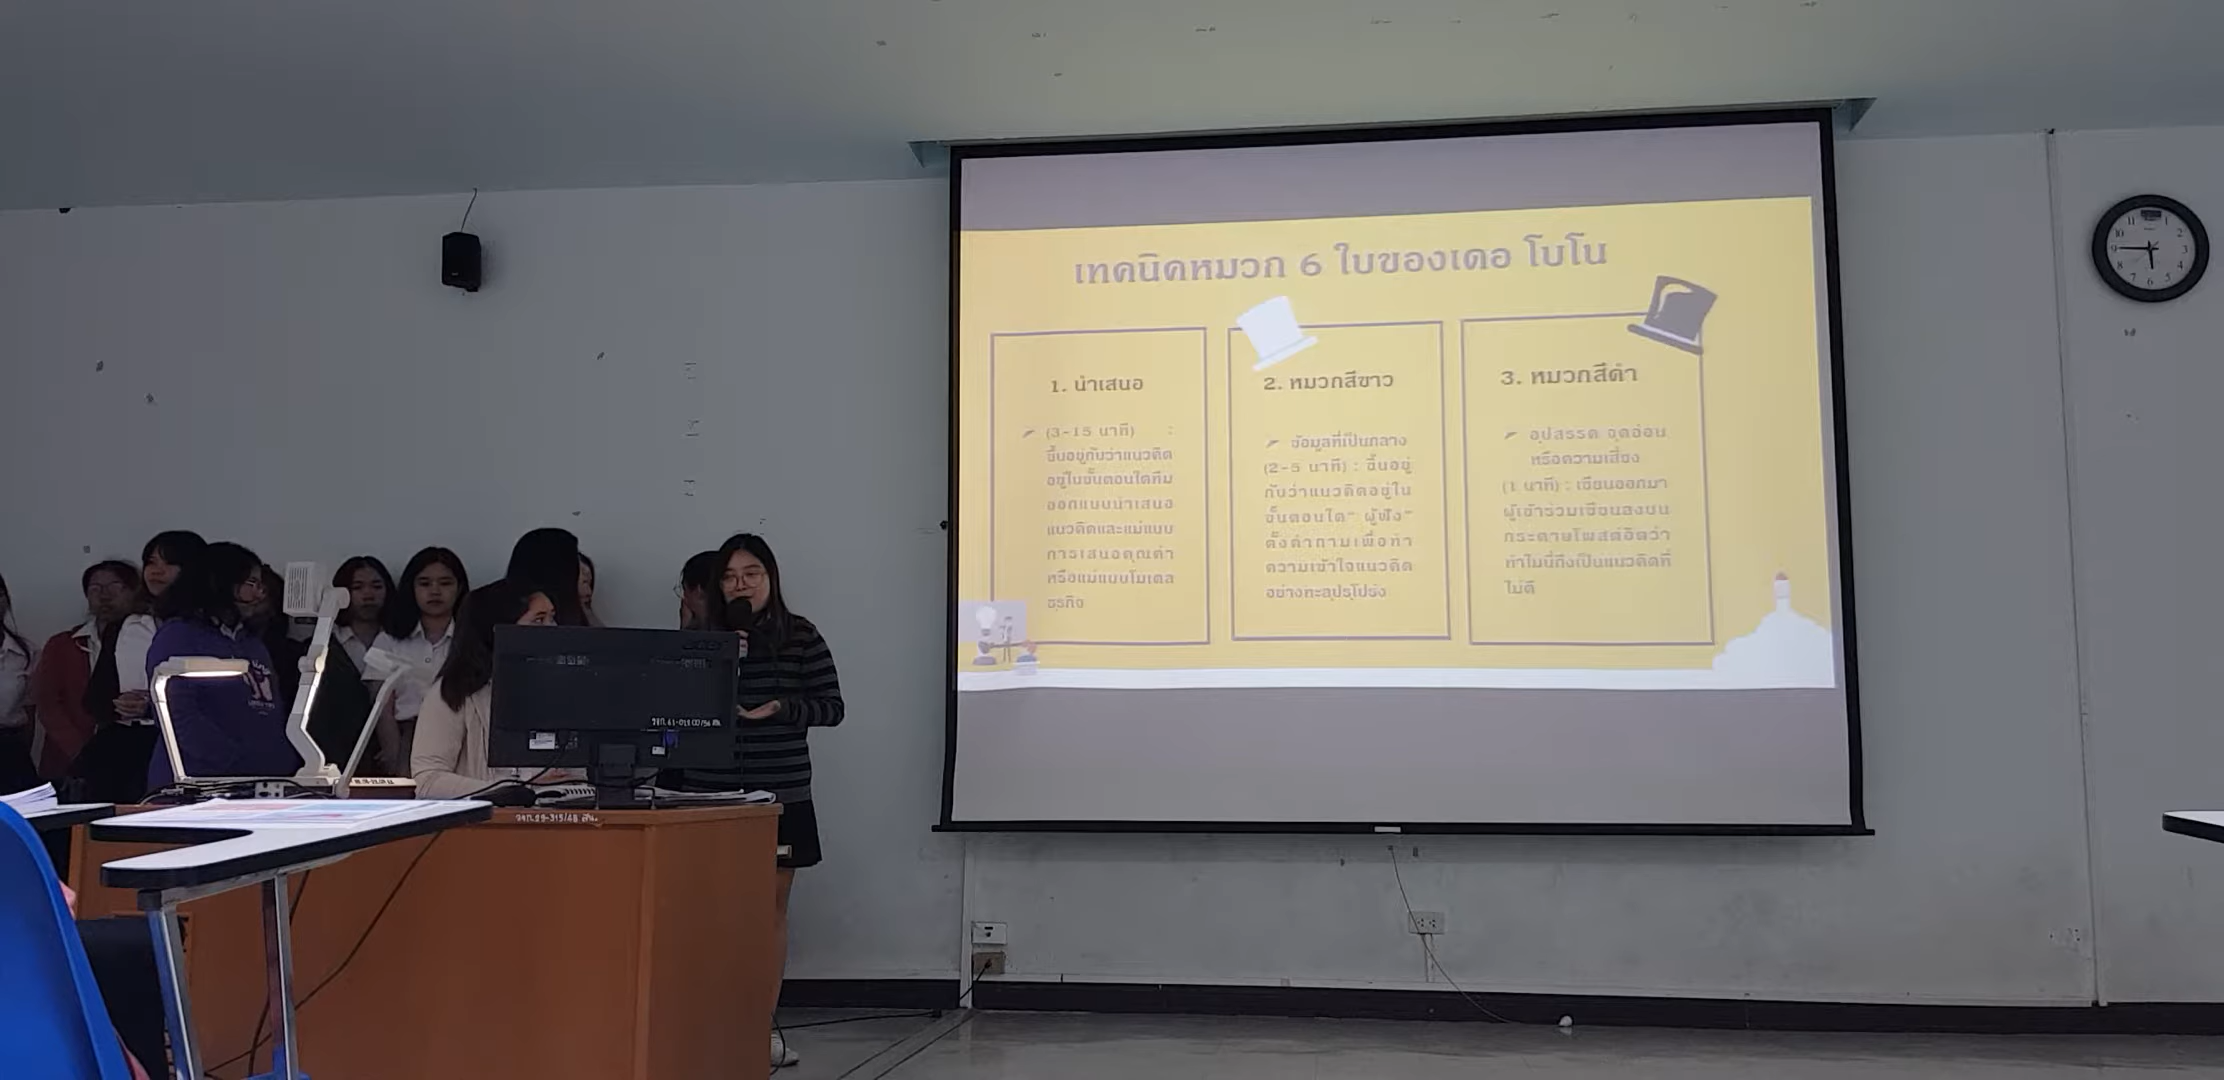 เทคนิคหมวก 6 ใบของเดอ โบโน
1. นำเสนอ
(3-15 นาที) :
ขึ้นอยู่กับว่าแนวคิด
อยู่ในขั้นตอนใดทีม
ออกแบบนำเสนอ
แนวคิดและแม่แบบ
การเสนอคุณค่า
หรือแม่แบบโมเดล
ธุรกิจ
2. หมวกสีขาว
ข้อมูลที่เป็นกลาง
(2-5 นาที) : ขึ้นอยู่
กับว่าแนวคิดอยู่ใน
ขั้นตอนใด" ผู้ฟัง"
ตั้งคำถามเพื่อทำ
ความเข้าใจแนวคิด
อย่างทะลุปรุโปร่ง
3. หมวกสีดำ
อุปสรรค จุดอ่อน
หรือความเสี่ยง
(1 นาที) : เขียนออกมา
ผู้เข้าร่วมเขียนลงบน
กระดาษโพสต์อิตว่า
ทำไมนี่ถึงเป็นแนวคิดที่
ไม่ดี
11 1
10 2
9 3
8 4
7 6 5